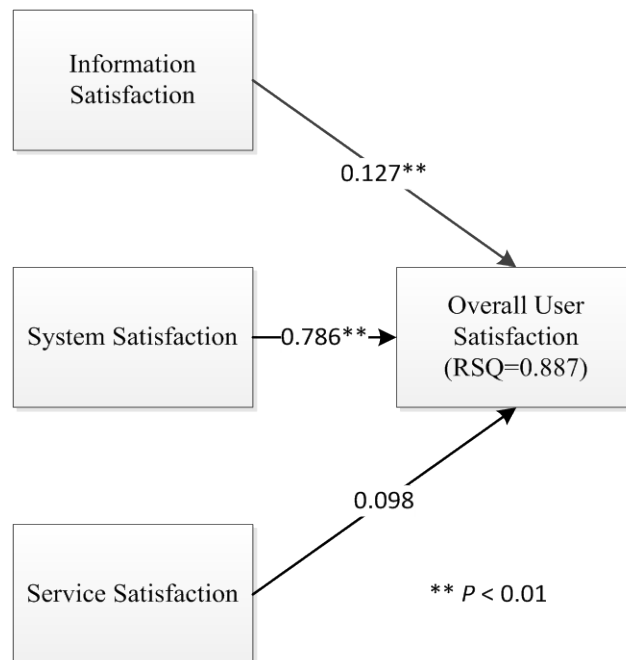 Information
Satisfaction
0.127**
System Satisfaction
0.786**
Overall User
Satisfaction
(RSQ=0.887)
0.098
Service Satisfaction
** P < 0.01